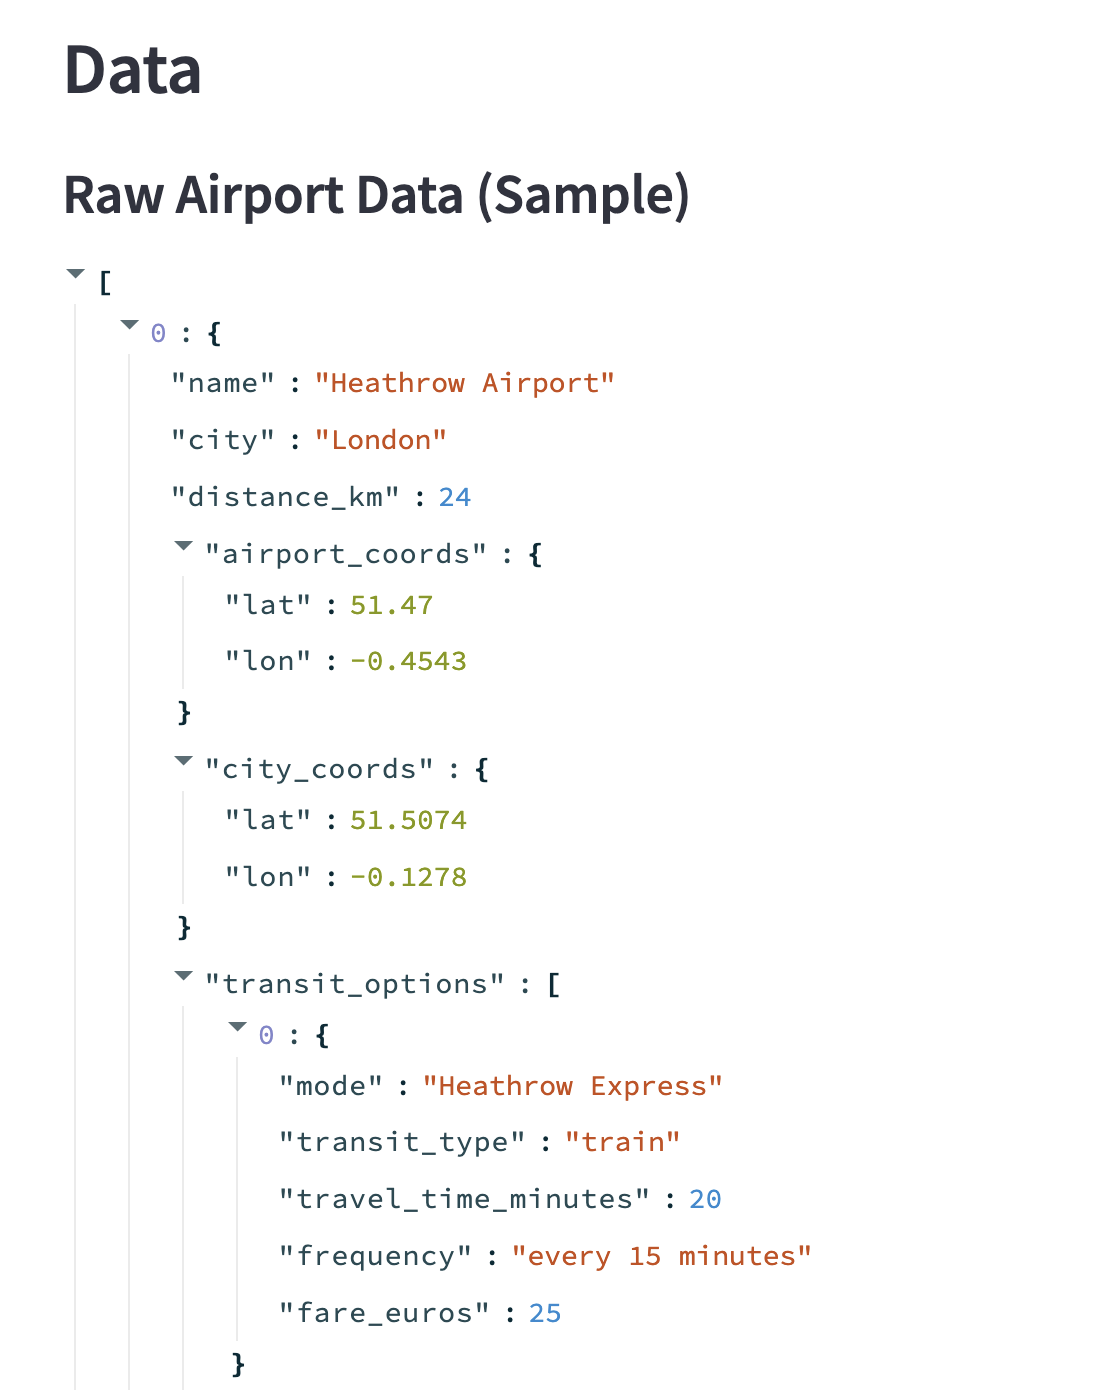 Data
Raw Airport Data (Sample)
[
0 : {
"name" : "Heathrow Airport"
"city" : "London"
"distance_km" : 24
"airport_coords" : {
"lat" : 51.47
"lon" : -0.4543
}
"city_coords" : {
"lat" : 51.5074
"lon" : -0.1278
}
"transit_options" : [
0 : {
"mode" : "Heathrow Express"
"transit_type" : "train"
"travel_time_minutes" : 20
"frequency" : "every 15 minutes"
"fare_euros" : 25
}